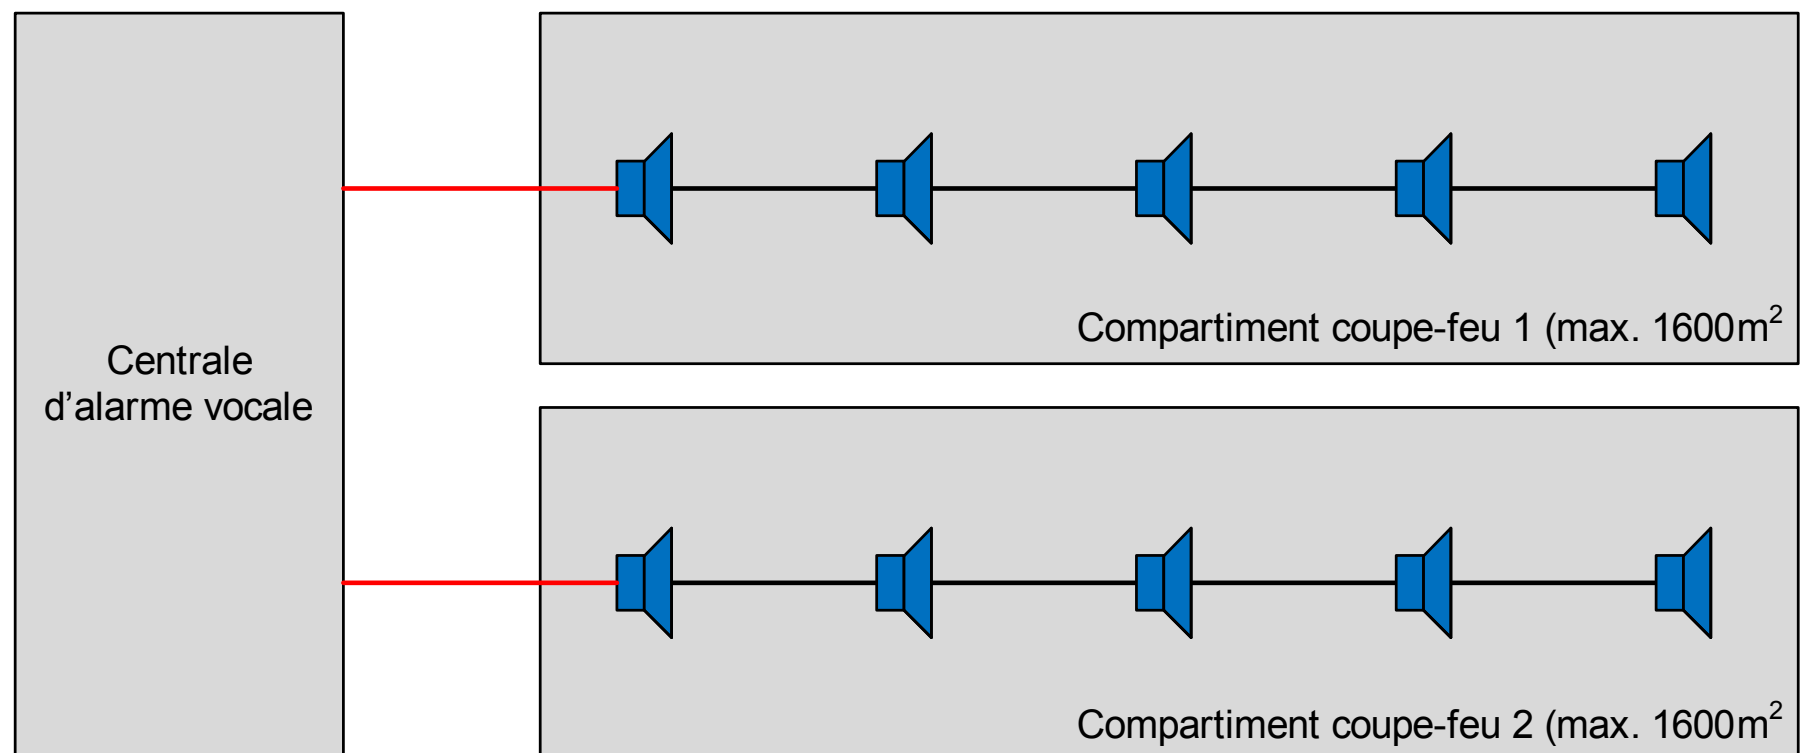 Centrale
d'alarme vocale
Compartiment coupe-feu 1 (max. 1600m²
Compartiment coupe-feu 2 (max. 1600m²